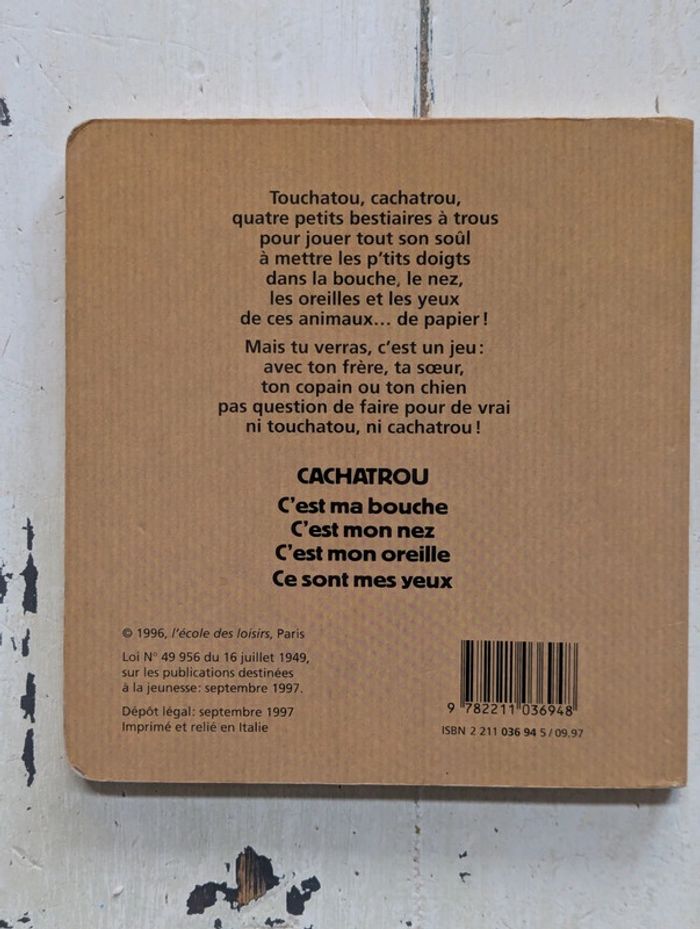 Touchatou, cachatrou,
quatre petits bestiaires à trous
pour jouer tout son soûl
à mettre les p'tits doigts
dans la bouche, le nez,
les oreilles et les yeux
de ces animaux... de papier !
Mais tu verras, c'est un jeu :
avec ton frère, ta sœur,
ton copain ou ton chien
pas question de faire pour de vrai
ni touchatou, ni cachatrou !
CACHATROU
C'est ma bouche
C'est mon nez
C'est mon oreille
Ce sont mes yeux
© 1996, l'école des loisirs, Paris
Loi N° 49 956 du 16 juillet 1949,
sur les publications destinées
à la jeunesse : septembre 1997.
Dépôt légal : septembre 1997
Imprimé et relié en Italie
9 782211 036948
ISBN 2 211 036 94 5 / 09.97